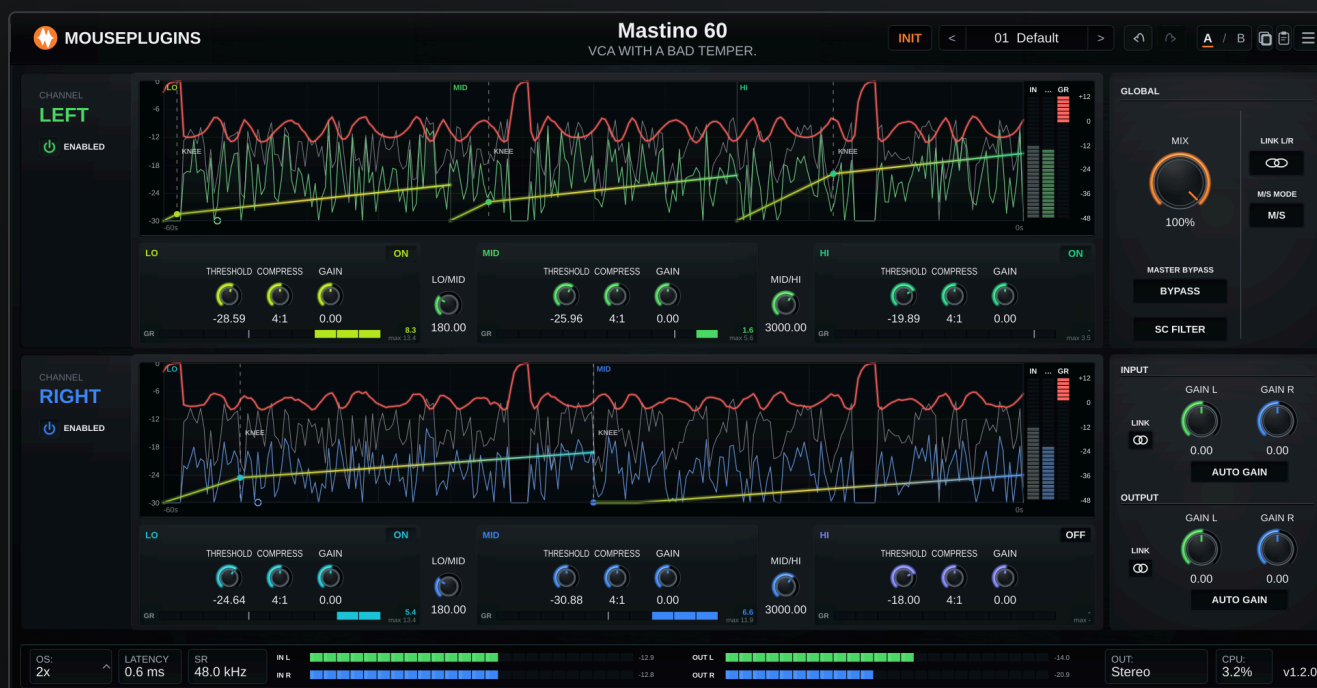 MOUSEPLUGINS
Mastino 60
VCA WITH A BAD TEMPER.
INIT < 01 Default > A / B
CHANNEL
LEFT
ENABLED
0
-6
-12
-18
-24
-30
LO MID HI
KNEE KNEE KNEE
-60s 0s
IN ... GR
+12
0
-12
-24
-36
-48
LO ON
THRESHOLD COMPRESS GAIN
-28.59 4:1 0.00
GR 8.3
max 13.4
LO/MID
180.00
MID
THRESHOLD COMPRESS GAIN
-25.96 4:1 0.00
GR 1.6
max 5.6
MID/HI
3000.00
HI ON
THRESHOLD COMPRESS GAIN
-19.89 4:1 0.00
GR -
max 3.5
CHANNEL
RIGHT
ENABLED
0
-6
-12
-18
-24
-30
LO MID
KNEE KNEE
-60s 0s
IN ... GR
+12
0
-12
-24
-36
-48
LO ON
THRESHOLD COMPRESS GAIN
-24.64 4:1 0.00
GR 5.4
max 13.4
LO/MID
180.00
MID
THRESHOLD COMPRESS GAIN
-30.88 4:1 0.00
GR 6.6
max 11.9
MID/HI
3000.00
HI OFF
THRESHOLD COMPRESS GAIN
-18.00 4:1 0.00
GR -
max -
GLOBAL
MIX
100%
LINK L/R
M/S MODE
M/S
MASTER BYPASS
BYPASS
SC FILTER
INPUT
GAIN L GAIN R
LINK
0.00 0.00
AUTO GAIN
OUTPUT
GAIN L GAIN R
LINK
0.00 0.00
AUTO GAIN
OS:
2x
LATENCY
0.6 ms
SR
48.0 kHz
IN L -12.9
IN R -12.8
OUT L -14.0
OUT R -20.9
OUT:
Stereo
CPU:
3.2%
v1.2.0